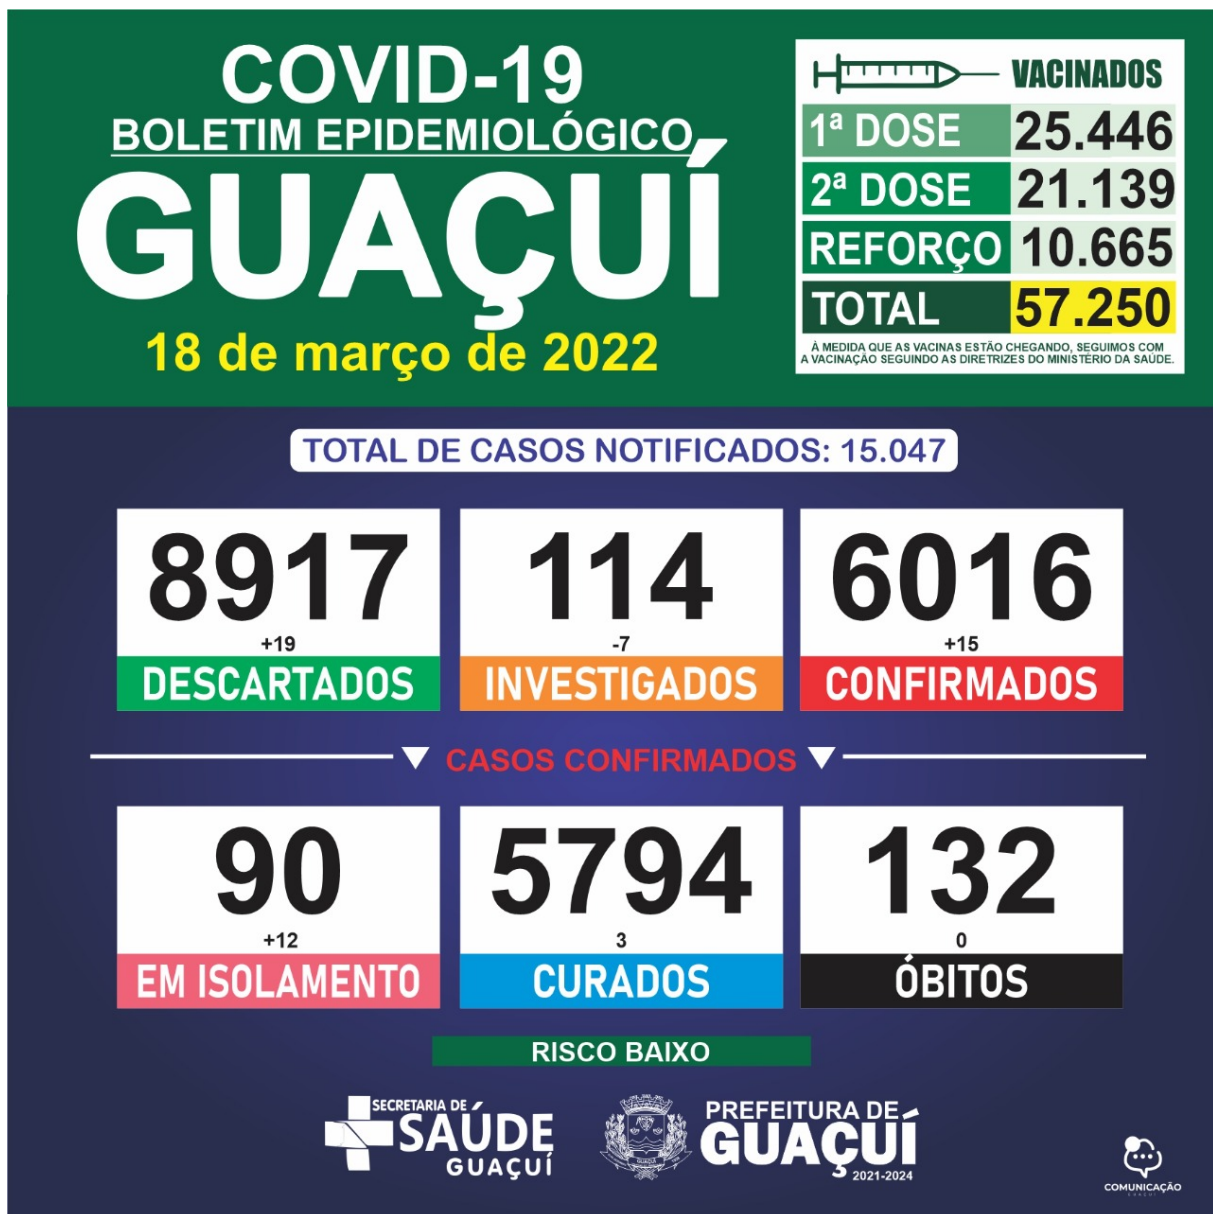 COVID-19
BOLETIM EPIDEMIOLÓGICO
GUAÇUÍ
18 de março de 2022
VACINADOS
1ª DOSE 25.446
2ª DOSE 21.139
REFORÇO 10.665
TOTAL 57.250
À MEDIDA QUE AS VACINAS ESTÃO CHEGANDO, SEGUIMOS COM
A VACINAÇÃO SEGUINDO AS DIRETRIZES DO MINISTÉRIO DA SAÚDE.
TOTAL DE CASOS NOTIFICADOS: 15.047
8917
+19
DESCARTADOS
114
-7
INVESTIGADOS
6016
+15
CONFIRMADOS
CASOS CONFIRMADOS
90
+12
EM ISOLAMENTO
5794
3
CURADOS
132
0
ÓBITOS
RISCO BAIXO
SECRETARIA DE
SAÚDE
GUAÇUÍ
GUAÇUÍ
PREFEITURA DE
GUAÇUÍ
2021-2024
COMUNICAÇÃO
GUAÇUÍ